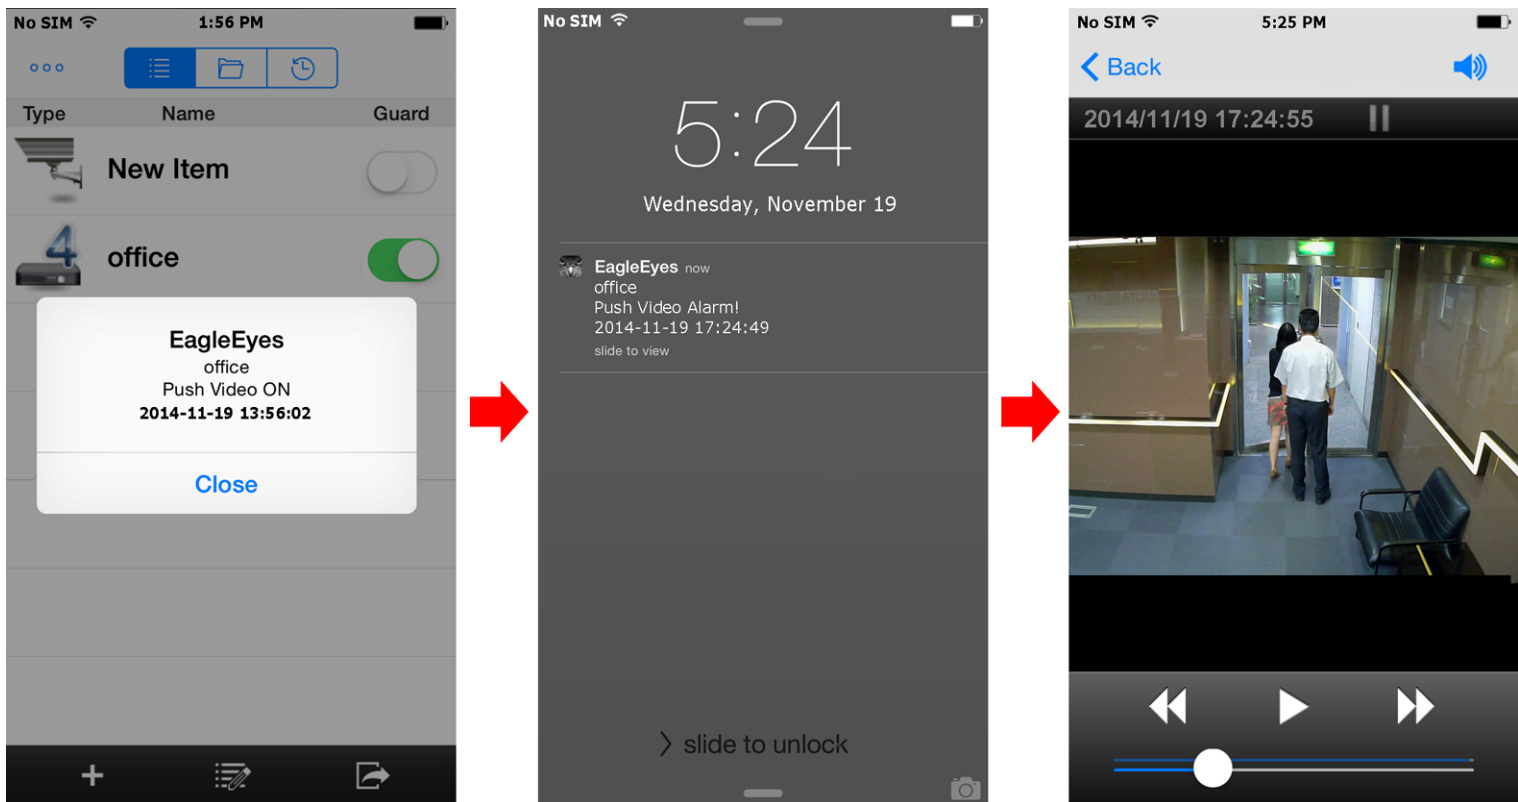 No SIM 1:56 PM
Type Name Guard
New Item
4
office
EagleEyes
office
Push Video ON
2014-11-19 13:56:02
Close
No SIM
5:24
Wednesday, November 19
EagleEyes now
office
Push Video Alarm!
2014-11-19 17:24:49
slide to view
slide to unlock
No SIM 5:25 PM
Back
2014/11/19 17:24:55